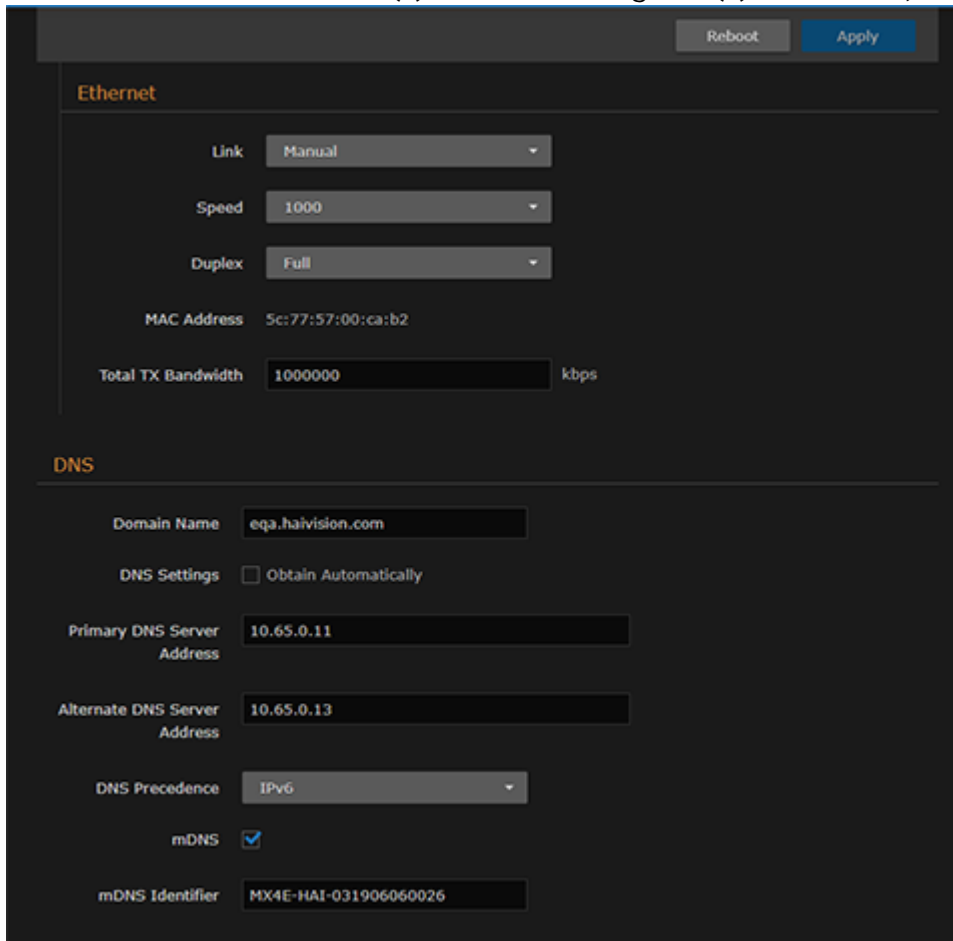 Reboot Apply
Ethernet
Link Manual
Speed 1000
Duplex Full
MAC Address 5c:77:57:00:ca:b2
Total TX Bandwidth 1000000 kbps
DNS
Domain Name eqa.haivision.com
DNS Settings Obtain Automatically
Primary DNS Server
Address
10.65.0.11
Alternate DNS Server
Address
10.65.0.13
DNS Precedence IPv6
mDNS
mDNS Identifier MX4E-HAI-031906060026